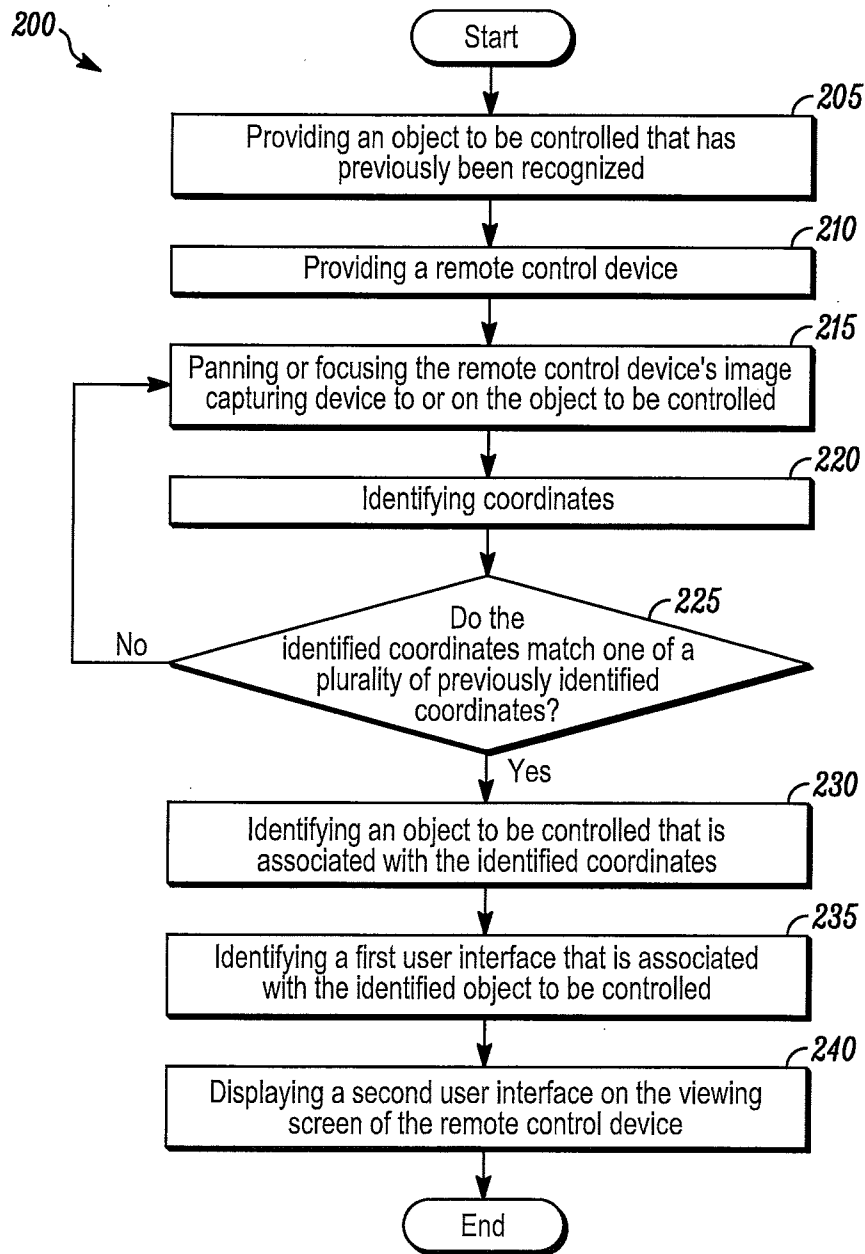 200
Start
205
Providing an object to be controlled that has
previously been recognized
210
Providing a remote control device
215
Panning or focusing the remote control device's image
capturing device to or on the object to be controlled
220
Identifying coordinates
225
Do the
identified coordinates match one of a
plurality of previously identified
coordinates?
No
Yes
230
Identifying an object to be controlled that is
associated with the identified coordinates
235
Identifying a first user interface that is associated
with the identified object to be controlled
240
Displaying a second user interface on the viewing
screen of the remote control device
End